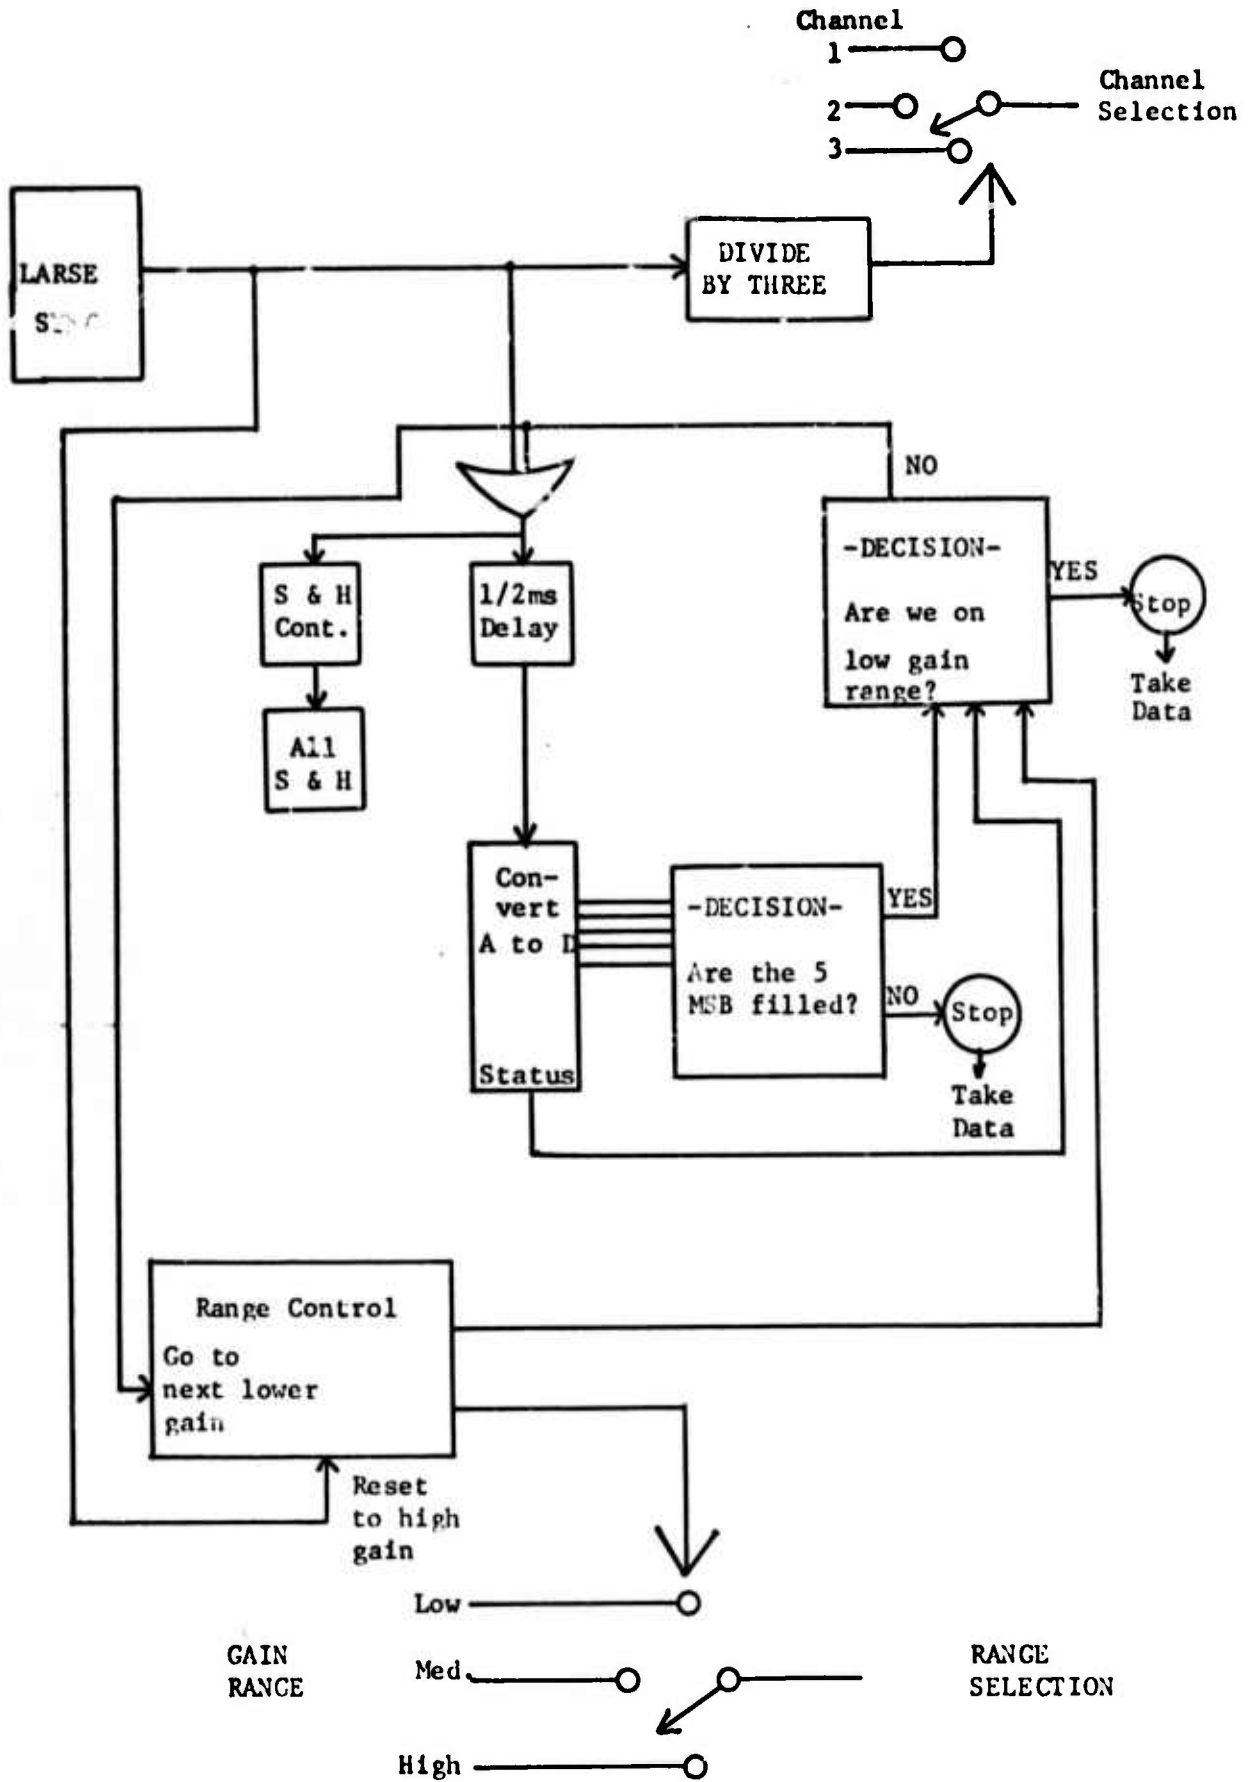 Channel
1
2
3
Channel
Selection
LARSE
DIVIDE
BY THREE
NO
-DECISION-
Are we on
low gain
range?
YES
Stop
Take
Data
S & H
Cont.
1/2ms
Delay
All
S & H
Con-
vert
A to D
Status
-DECISION-
Are the 5
MSB filled?
YES
NO
Stop
Take
Data
Range Control
Go to
next lower
gain
Reset
to high
gain
Low
GAIN
RANGE
Med.
RANGE
SELECTION
High